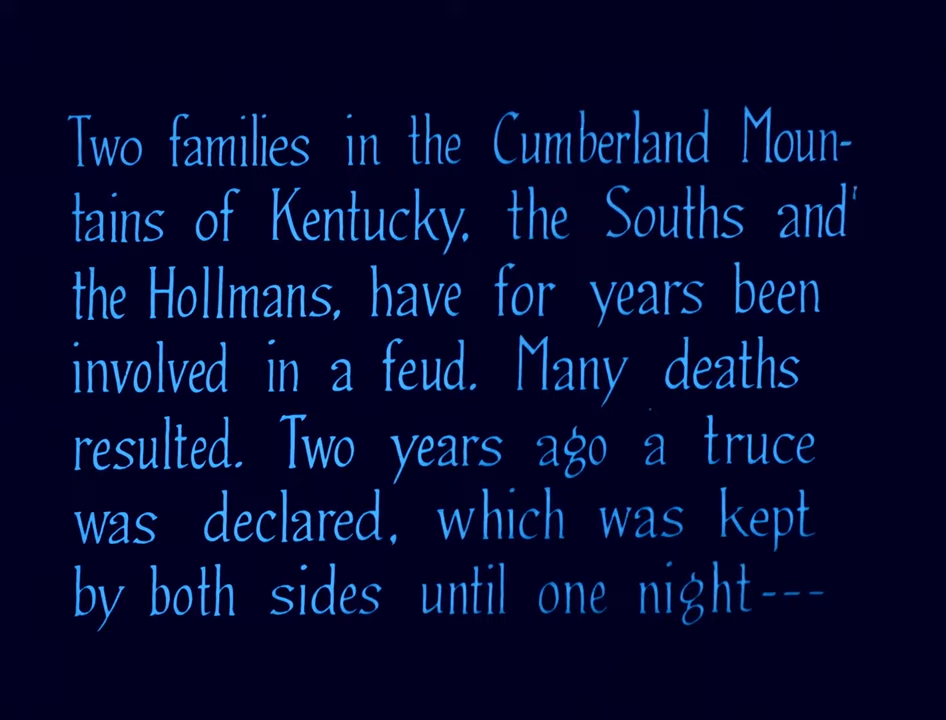 Two families in the Cumberland Moun-
tains of Kentucky, the Souths and
the Hollmans, have for years been
involved in a feud. Many deaths
resulted. Two years ago a truce
was declared, which was kept
by both sides until one night---